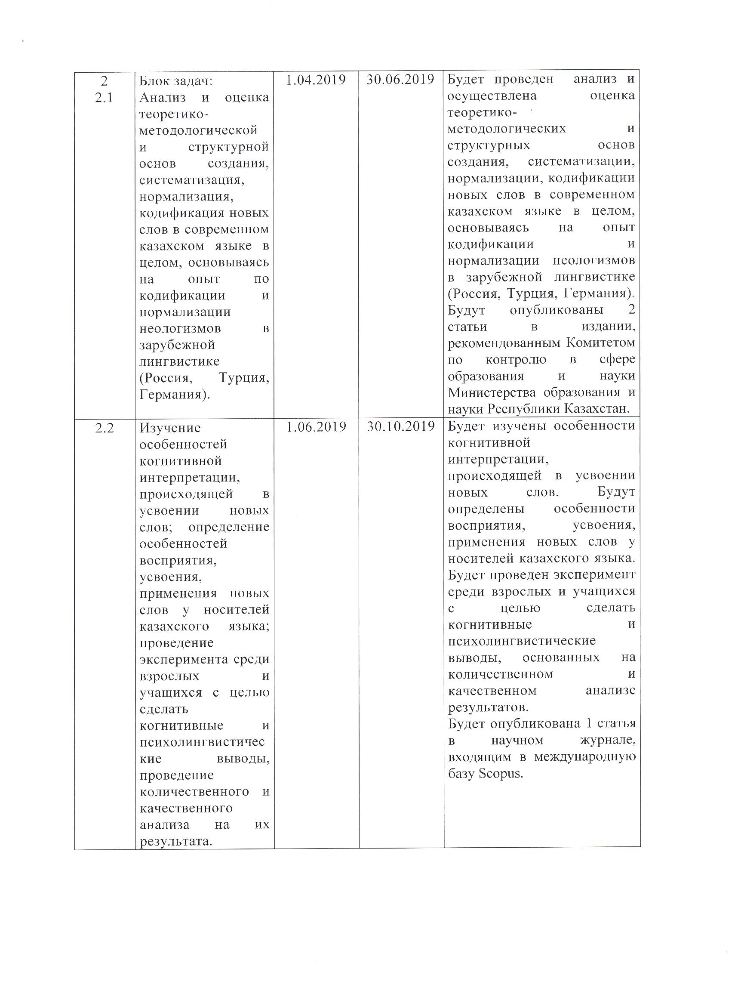 2
2.1
Блок задач:
Анализ и оценка
теоретико-
методологической
и структурной
основ создания,
систематизация,
нормализация,
кодификация новых
слов в современном
казахском языке в
целом, основываясь
на опыт по
кодификации и
нормализации
неологизмов в
зарубежной
лингвистике
(Россия, Турция,
Германия).
1.04.2019
30.06.2019
Будет проведен анализ и
осуществлена оценка
теоретико-
методологических и
структурных основ
создания, систематизации,
нормализации, кодификации
новых слов в современном
казахском языке в целом,
основываясь на опыт
кодификации и
нормализации неологизмов
в зарубежной лингвистике
(Россия, Турция, Германия).
Будут опубликованы 2
статьи в издании,
рекомендованным Комитетом
по контролю в сфере
образования и науки
Министерства образования и
науки Республики Казахстан.
2.2
Изучение
особенностей
когнитивной
интерпретации,
происходящей в
усвоении новых
слов; определение
особенностей
восприятия,
усвоения,
применения новых
слов у носителей
казахского языка;
проведение
эксперимента среди
взрослых и
учащихся с целью
сделать
когнитивные и
психолингвистичес
кие выводы,
проведение
количественного и
качественного
анализа на их
результата.
1.06.2019
30.10.2019
Будет изучены особенности
когнитивной
интерпретации,
происходящей в усвоении
новых слов. Будут
определены особенности
восприятия, усвоения,
применения новых слов у
носителей казахского языка.
Будет проведен эксперимент
среди взрослых и учащихся
с целью сделать
когнитивные и
психолингвистические
выводы, основанных на
количественном и
качественном анализе
результатов.
Будет опубликована 1 статья
в научном журнале,
входящим в международную
базу Scopus.